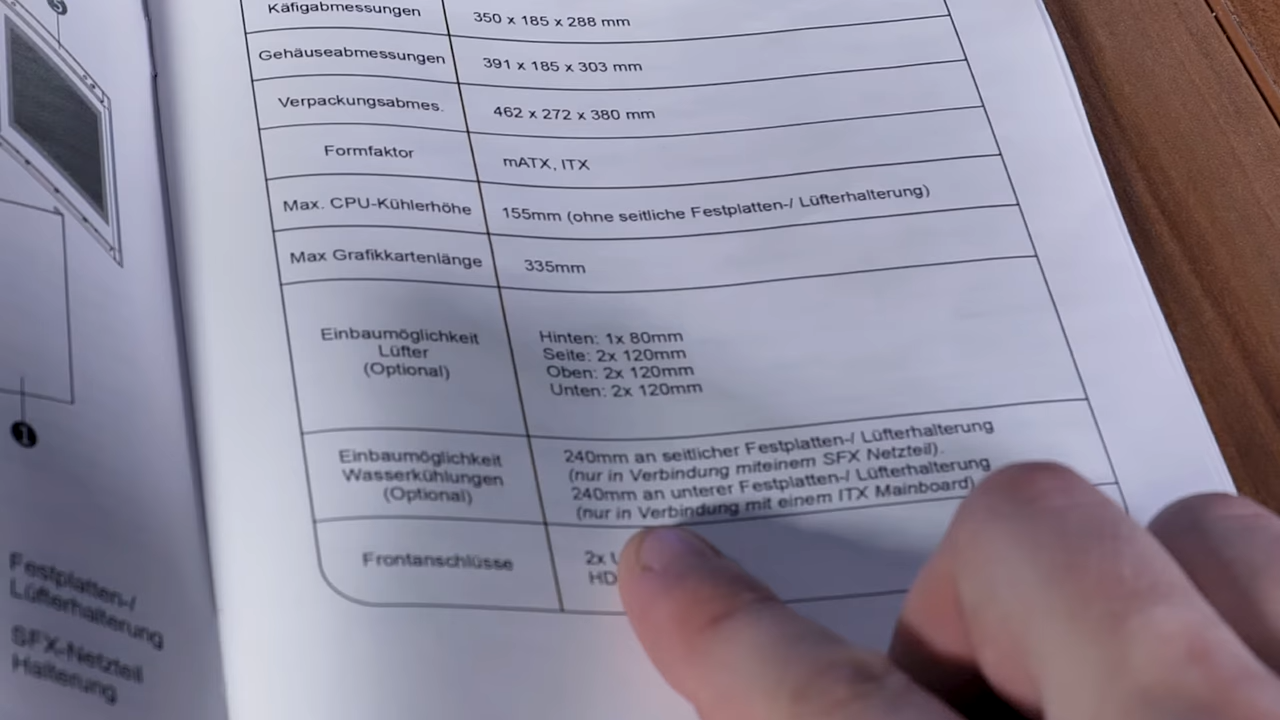 5
Käfigabmessungen
350 x 185 x 288 mm
Gehäuseabmessungen
391 x 185 x 303 mm
Verpackungsabmes.
462 x 272 x 380 mm
Formfaktor
mATX, ITX
Max. CPU-Kühlerhöhe
155mm (ohne seitliche Festplatten-/ Lüfterhalterung)
Max Grafikkartenlänge
335mm
Einbaumöglichkeit
Lüfter
(Optional)
Hinten: 1x 80mm
Seite: 2x 120mm
Oben: 2x 120mm
Unten: 2x 120mm
Einbaumöglichkeit
Wasserkühlungen
(Optional)
240mm an seitlicher Festplatten-/ Lüfterhalterung
(nur in Verbindung miteinem SFX Netzteil).
240mm an unterer Festplatten-/ Lüfterhalterung
(nur in Verbindung mit einem ITX Mainboard)
Frontanschlüsse
2x
HD
1
Festplatten-/
Lüfterhalterung
SFX-Netzteil
Halterung